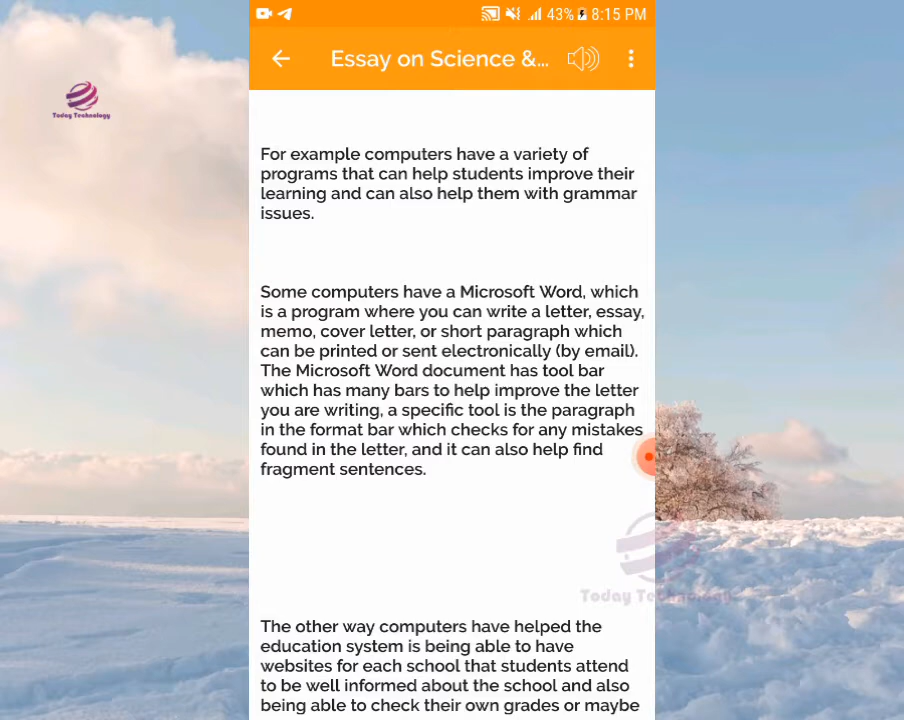 43% 8:15 PM
Essay on Science &...
Today Technology
For example computers have a variety of
programs that can help students improve their
learning and can also help them with grammar
issues.
Some computers have a Microsoft Word, which
is a program where you can write a letter, essay,
memo, cover letter, or short paragraph which
can be printed or sent electronically (by email).
The Microsoft Word document has tool bar
which has many bars to help improve the letter
you are writing, a specific tool is the paragraph
in the format bar which checks for any mistakes
found in the letter, and it can also help find
fragment sentences.
Today Technology
The other way computers have helped the
education system is being able to have
websites for each school that students attend
to be well informed about the school and also
being able to check their own grades or maybe